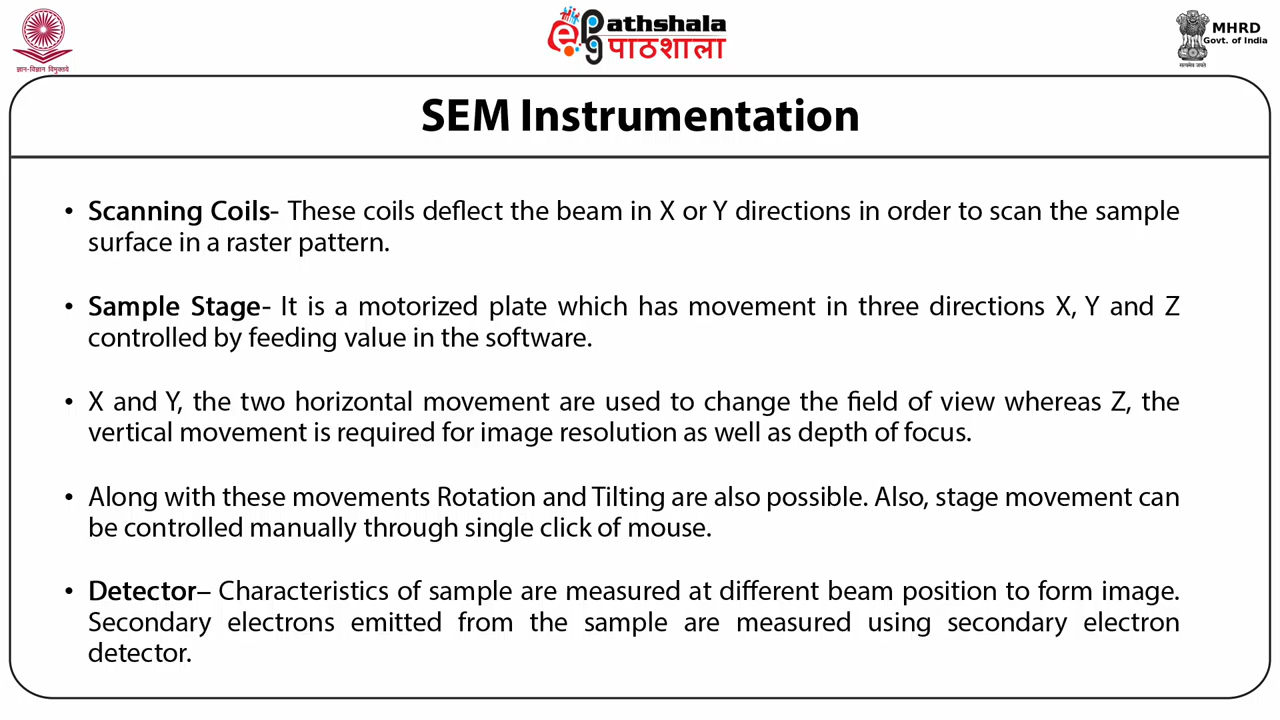 ज्ञान-विज्ञान विमुक्तये
ePG Pathshala
पाठशाला
MHRD
Govt. of India
सत्यमेव जयते
SEM Instrumentation
• Scanning Coils- These coils deflect the beam in X or Y directions in order to scan the sample
surface in a raster pattern.
• Sample Stage- It is a motorized plate which has movement in three directions X, Y and Z
controlled by feeding value in the software.
• X and Y, the two horizontal movement are used to change the field of view whereas Z, the
vertical movement is required for image resolution as well as depth of focus.
• Along with these movements Rotation and Tilting are also possible. Also, stage movement can
be controlled manually through single click of mouse.
• Detector– Characteristics of sample are measured at different beam position to form image.
Secondary electrons emitted from the sample are measured using secondary electron
detector.